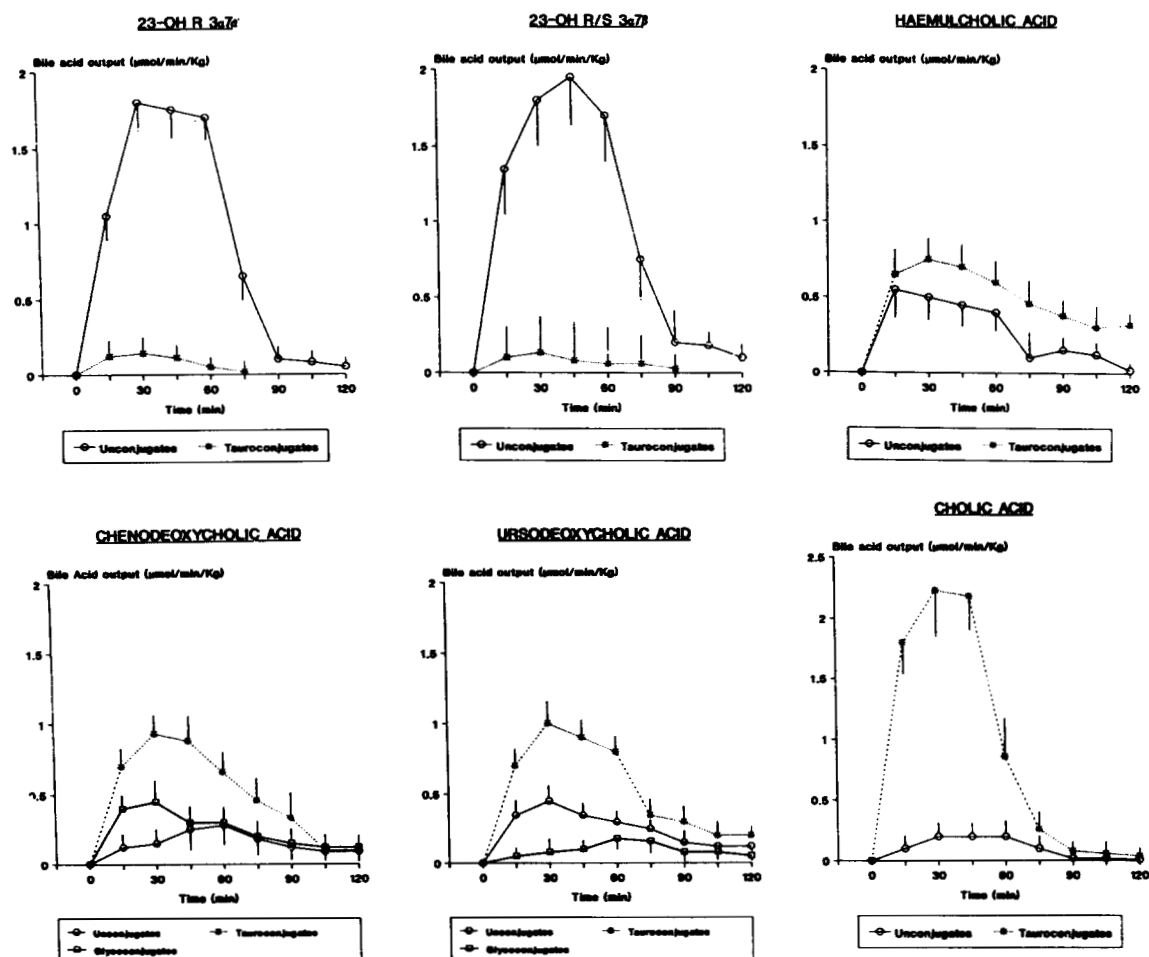 23-OH R 3α7α
23-OH R/S 3α7β
HAEMULCHOLIC ACID
Bile acid output (μmol/min/Kg)
Bile acid output (μmol/min/Kg)
Bile acid output (μmol/min/Kg)
2
1.5
1
0.5
0
2
1.5
1
0.5
0
2
1.5
1
0.5
0
0 30 60 90 120
0 30 60 90 120
0 30 60 90 120
Time (min)
Time (min)
Time (min)
Unconjugates Tauroconjugates
Unconjugates Tauroconjugates
Unconjugates Tauroconjugates
CHENODEOXYCHOLIC ACID
URSODEOXYCHOLIC ACID
CHOLIC ACID
Bile Acid output (μmol/min/Kg)
Bile acid output (μmol/min/Kg)
Bile acid output (μmol/min/Kg)
2
1.5
1
0.5
0
2
1.5
1
0.5
0
2.5
2
1.5
1
0.5
0
0 30 60 90 120
0 30 60 90 120
0 30 60 90 120
Time (min)
Time (min)
Time (min)
Unconjugates Tauroconjugates
Glycoconjugates
Unconjugates Tauroconjugates
Glycoconjugates
Unconjugates Tauroconjugates